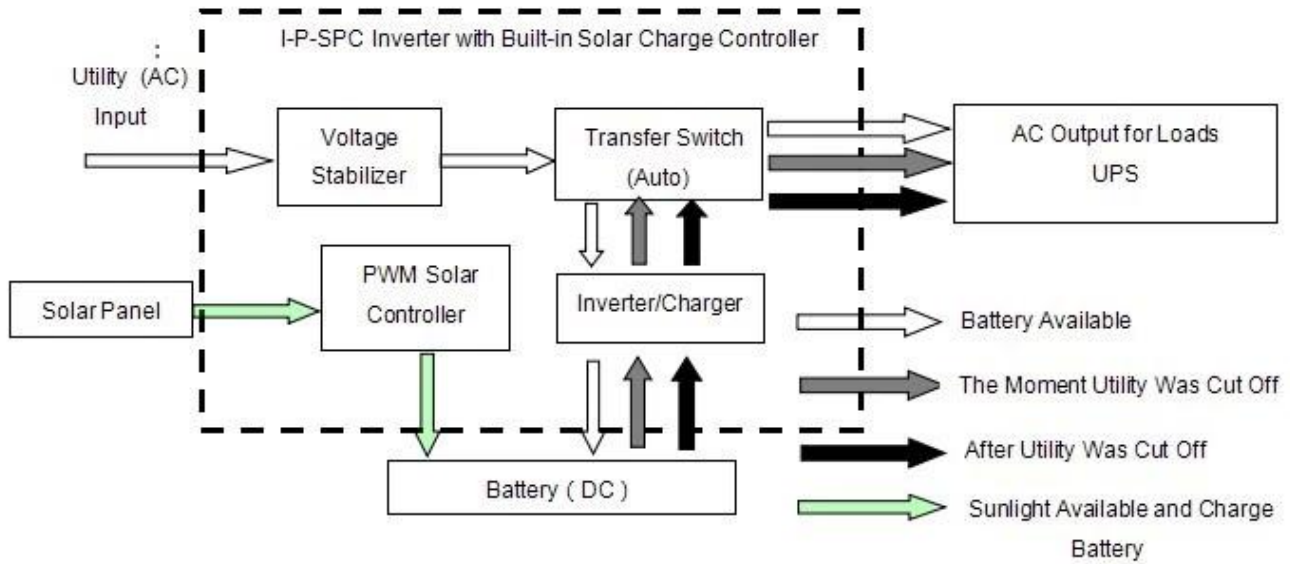 I-P-SPC Inverter with Built-in Solar Charge Controller
:
Utility (AC)
Input
Voltage
Stabilizer
Transfer Switch
(Auto)
AC Output for Loads
UPS
Solar Panel
PWM Solar
Controller
Inverter/Charger
Battery ( DC )
Battery Available
The Moment Utility Was Cut Off
After Utility Was Cut Off
Sunlight Available and Charge
Battery